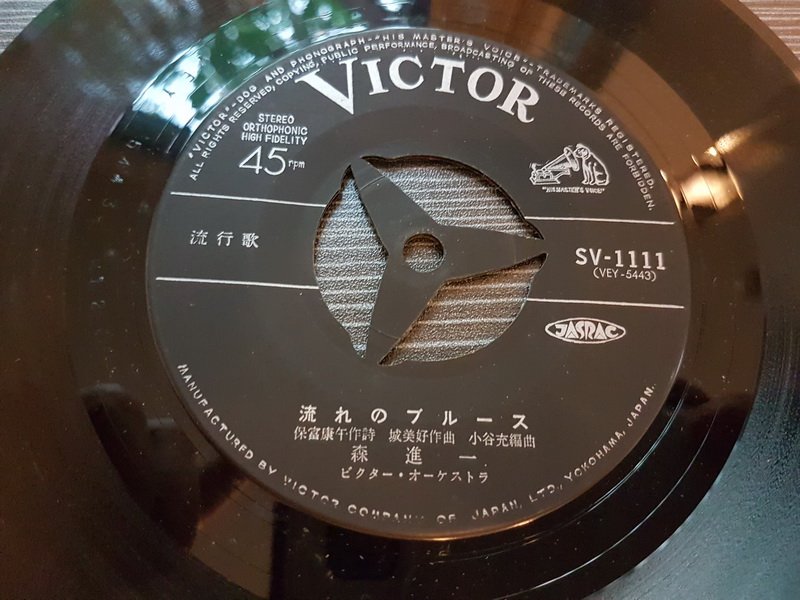 "VICTOR"-DOG AND PHONOGRAPH-"HIS MASTER'S VOICE"-TRADEMARKS REGISTERED.
ALL RIGHTS RESERVED, COPYING, PUBLIC PERFORMANCE, BROADCASTING OF THESE RECORDS ARE FORBIDDEN.
VICTOR
STEREO
ORTHOPHONIC
HIGH FIDELITY
45 rpm
"HIS MASTER'S VOICE"
流行歌
SV-1111
(VEY-5443)
JASRAC
流れのブルース
保富康午作詩 城美好作曲 小谷充編曲
森進一
ビクター・オーケストラ
MANUFACTURED BY VICTOR COMPANY OF JAPAN, LTD., YOKOHAMA, JAPAN.